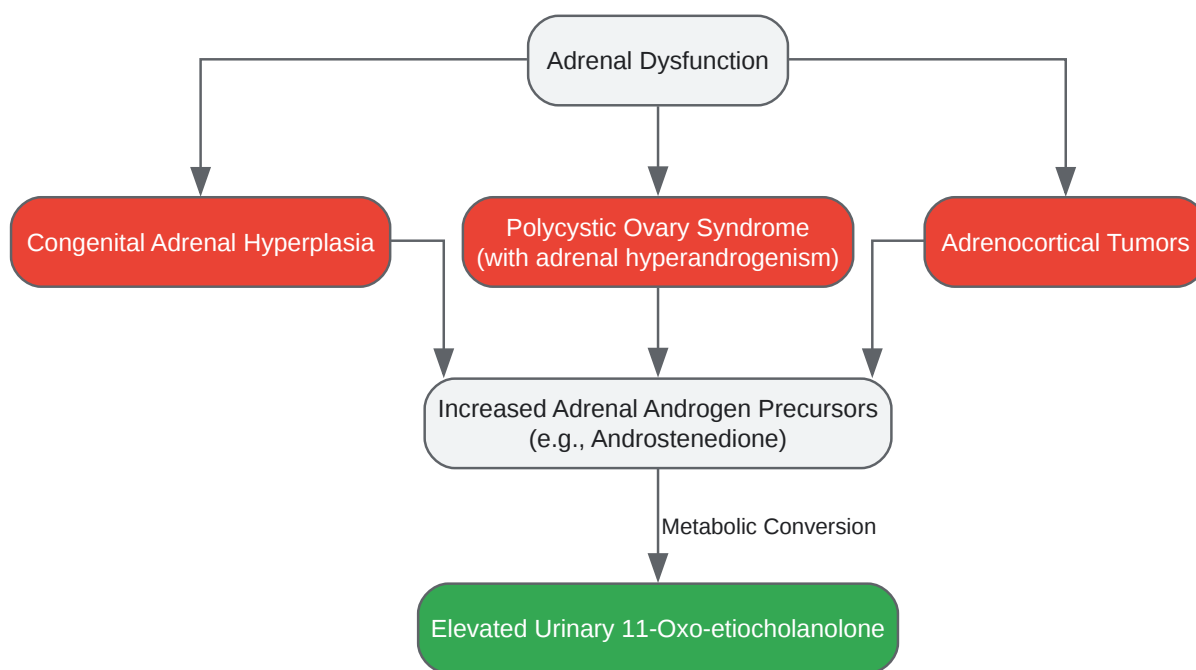 Adrenal Dysfunction
Congenital Adrenal Hyperplasia
Polycystic Ovary Syndrome
(with adrenal hyperandrogenism)
Adrenocortical Tumors
Increased Adrenal Androgen Precursors
(e.g., Androstenedione)
Metabolic Conversion
Elevated Urinary 11-Oxo-etiocholanolone